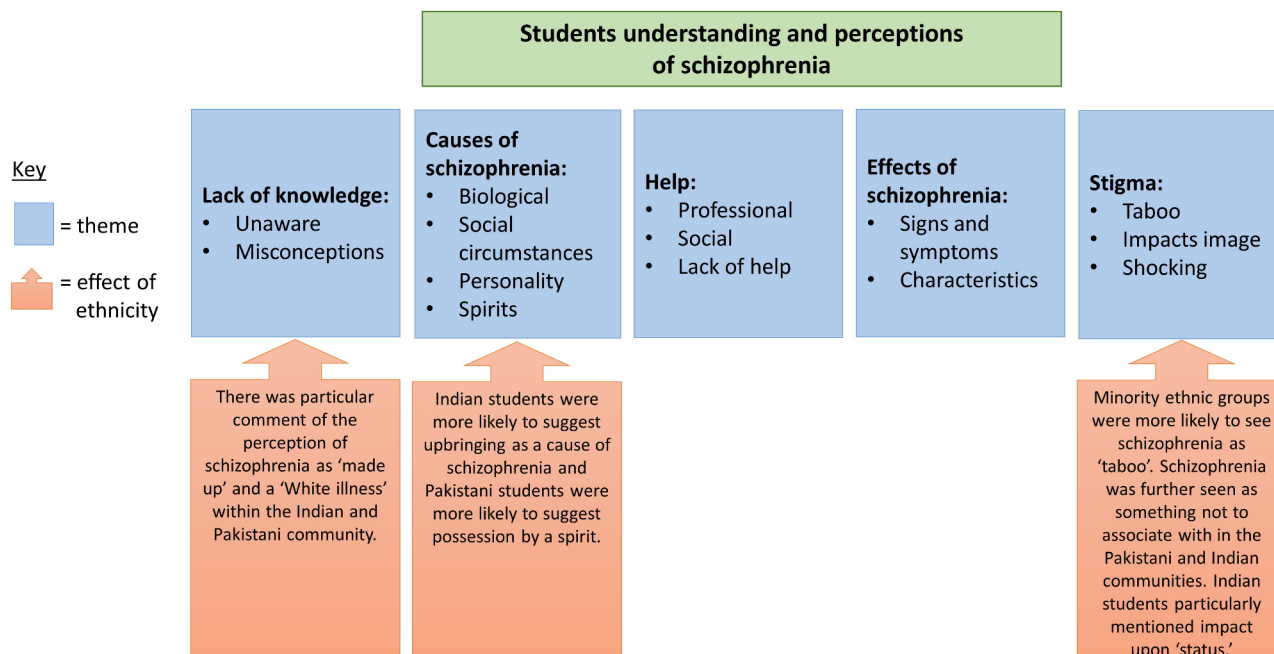 Students understanding and perceptions
of schizophrenia
Key
= theme
= effect of
ethnicity
Lack of knowledge:
• Unaware
• Misconceptions
Causes of
schizophrenia:
• Biological
• Social
circumstances
• Personality
• Spirits
Help:
• Professional
• Social
• Lack of help
Effects of
schizophrenia:
• Signs and
symptoms
• Characteristics
Stigma:
• Taboo
• Impacts image
• Shocking
There was particular
comment of the
perception of
schizophrenia as ‘made
up’ and a ‘White illness’
within the Indian and
Pakistani community.
Indian students were
more likely to suggest
upbringing as a cause of
schizophrenia and
Pakistani students were
more likely to suggest
possession by a spirit.
Minority ethnic groups
were more likely to see
schizophrenia as
‘taboo’. Schizophrenia
was further seen as
something not to
associate with in the
Pakistani and Indian
communities. Indian
students particularly
mentioned impact
upon ‘status.’